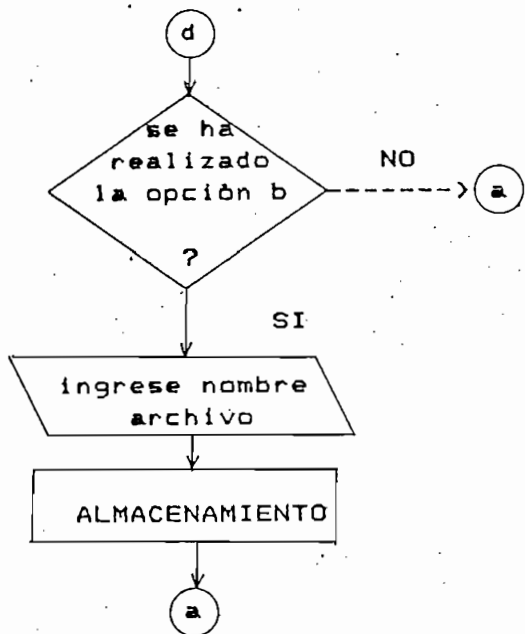 d
se ha
realizado
la opción b
?
NO
a
SI
ingrese nombre
archivo
ALMACENAMIENTO
a